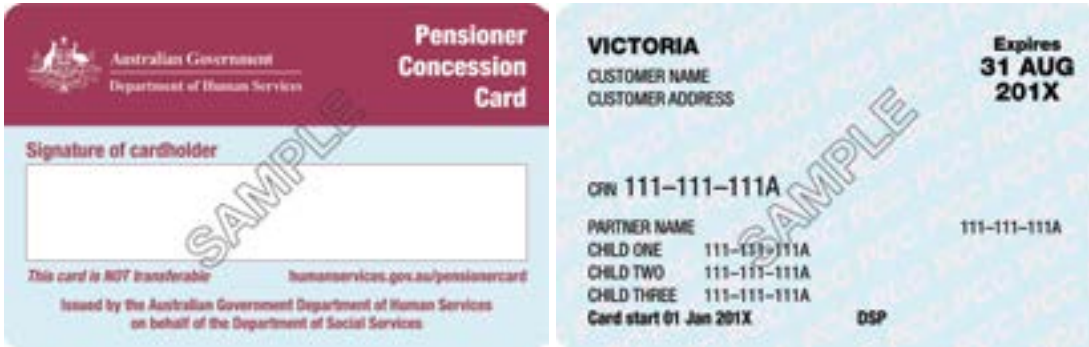 Australian Government
Department of Human Services
Pensioner
Concession
Card
Signature of cardholder
SAMPLE
This card is NOT transferable
humanservices.gov.au/pensionercard
Issued by the Australian Government Department of Human Services
on behalf of the Department of Social Services
VICTORIA
CUSTOMER NAME
CUSTOMER ADDRESS
Expires
31 AUG
201X
CRN 111–111–111A
SAMPLE
PARTNER NAME 111–111–111A
CHILD ONE 111–111–111A
CHILD TWO 111–111–111A
CHILD THREE 111–111–111A
Card start 01 Jan 201X DSP